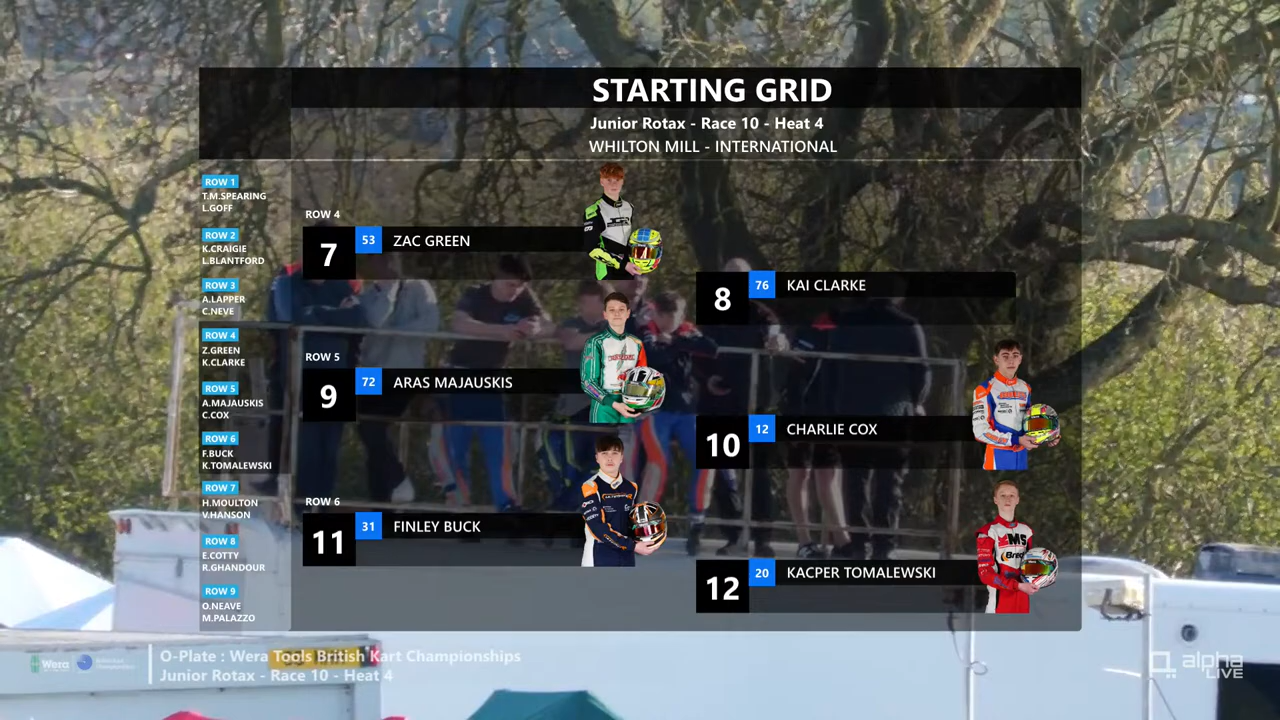 STARTING GRID
Junior Rotax - Race 10 - Heat 4
WHILTON MILL - INTERNATIONAL
ROW 1
T.M.SPEARING
L.GOFF
ROW 2
K.CRAIGIE
L.BLANTFORD
ROW 3
A.LAPPER
C.NEVE
ROW 4
Z.GREEN
K.CLARKE
ROW 5
A.MAJAUSKIS
C.COX
ROW 6
F.BUCK
K.TOMALEWSKI
ROW 7
H.MOULTON
V.HANSON
ROW 8
E.COTTY
R.GHANDOUR
ROW 9
O.NEAVE
M.PALAZZO
ROW 4
7 53 ZAC GREEN
8 76 KAI CLARKE
ROW 5
9 72 ARAS MAJAUSKIS
10 12 CHARLIE COX
ROW 6
11 31 FINLEY BUCK
12 20 KACPER TOMALEWSKI
MS
Wera
O-Plate : Wera Tools British Kart Championships
Junior Rotax - Race 10 - Heat 4
alpha
LIVE